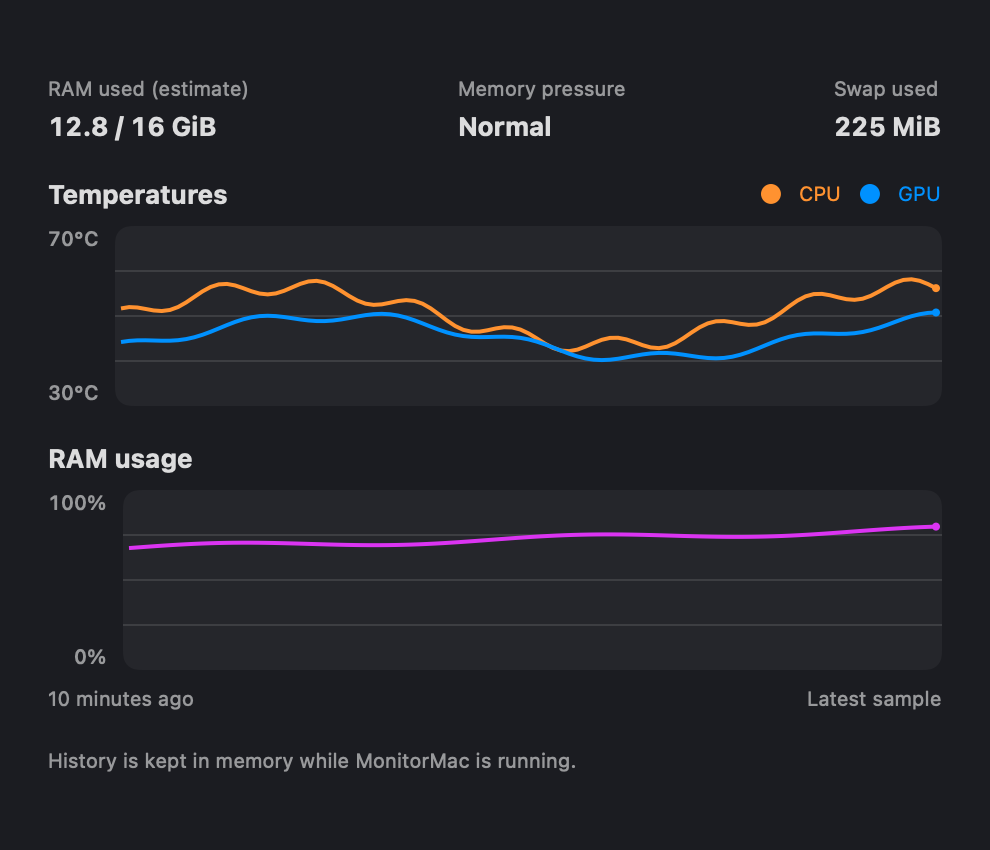 RAM used (estimate)
Memory pressure
Swap used
12.8 / 16 GiB
Normal
225 MiB
Temperatures
CPU
GPU
70°C
30°C
RAM usage
100%
0%
10 minutes ago
Latest sample
History is kept in memory while MonitorMac is running.